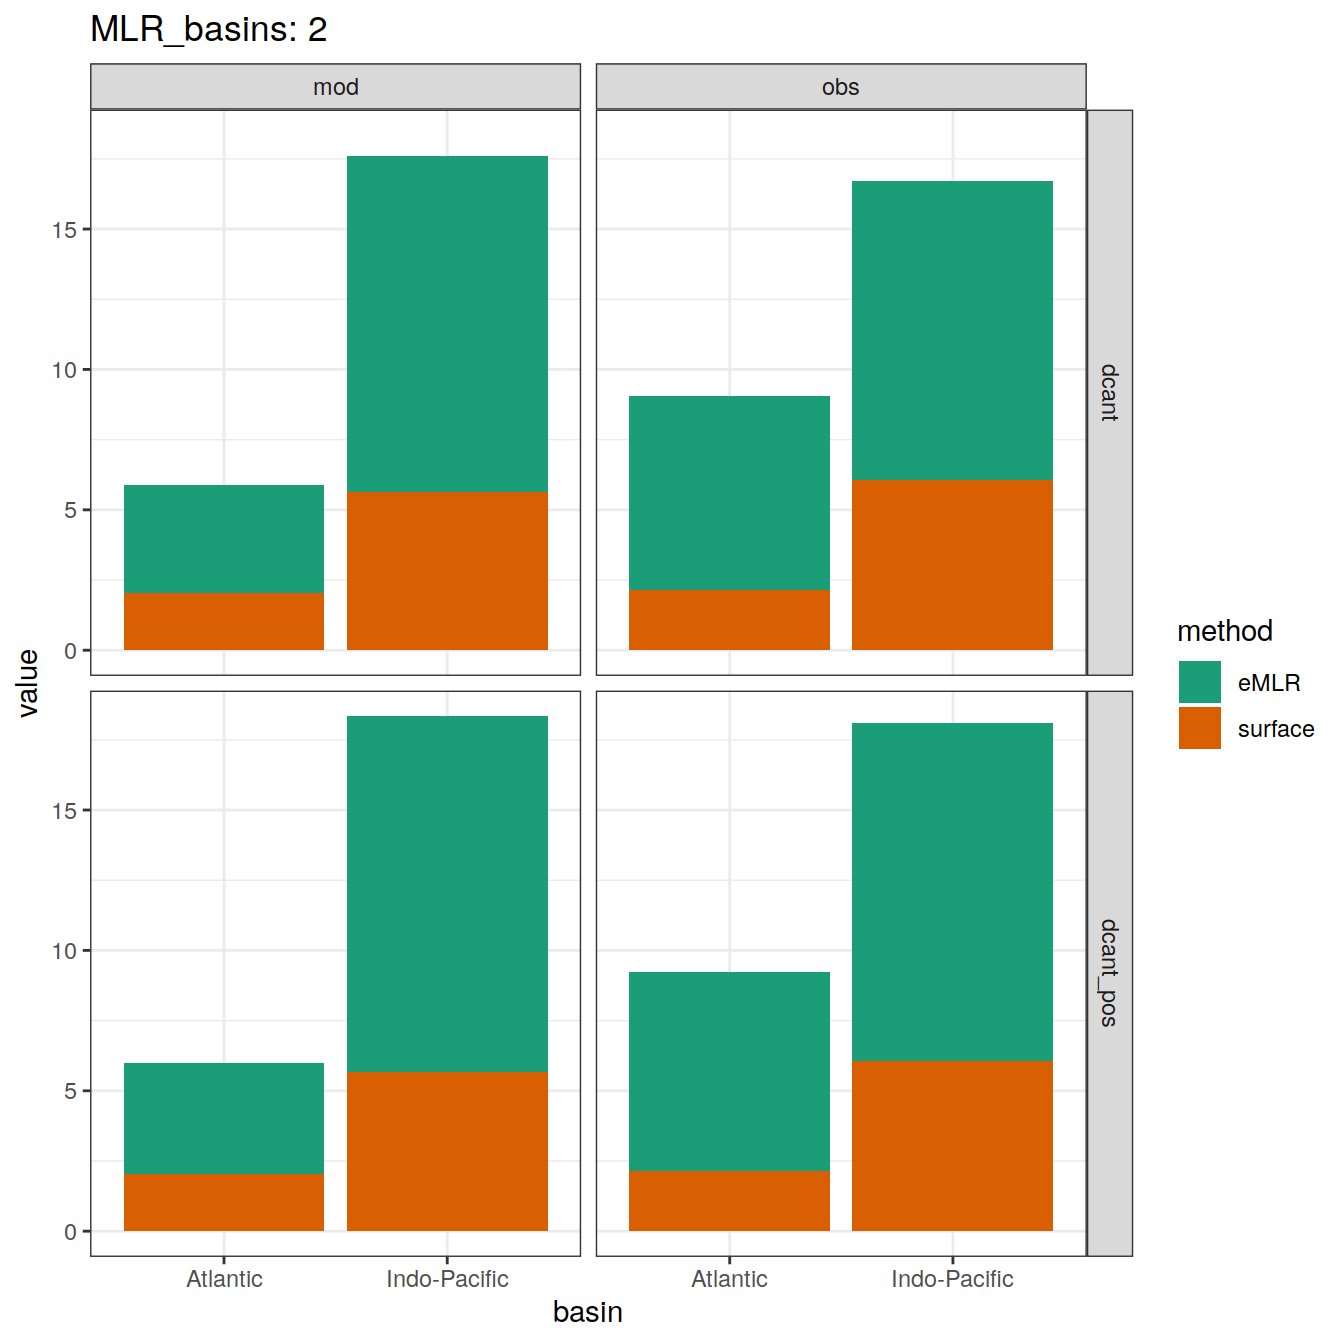 MLR_basins: 2
mod
obs
15
10
5
0
dcant
15
10
5
0
dcant_pos
value
Atlantic
Indo-Pacific
Atlantic
Indo-Pacific
basin
method
eMLR
surface